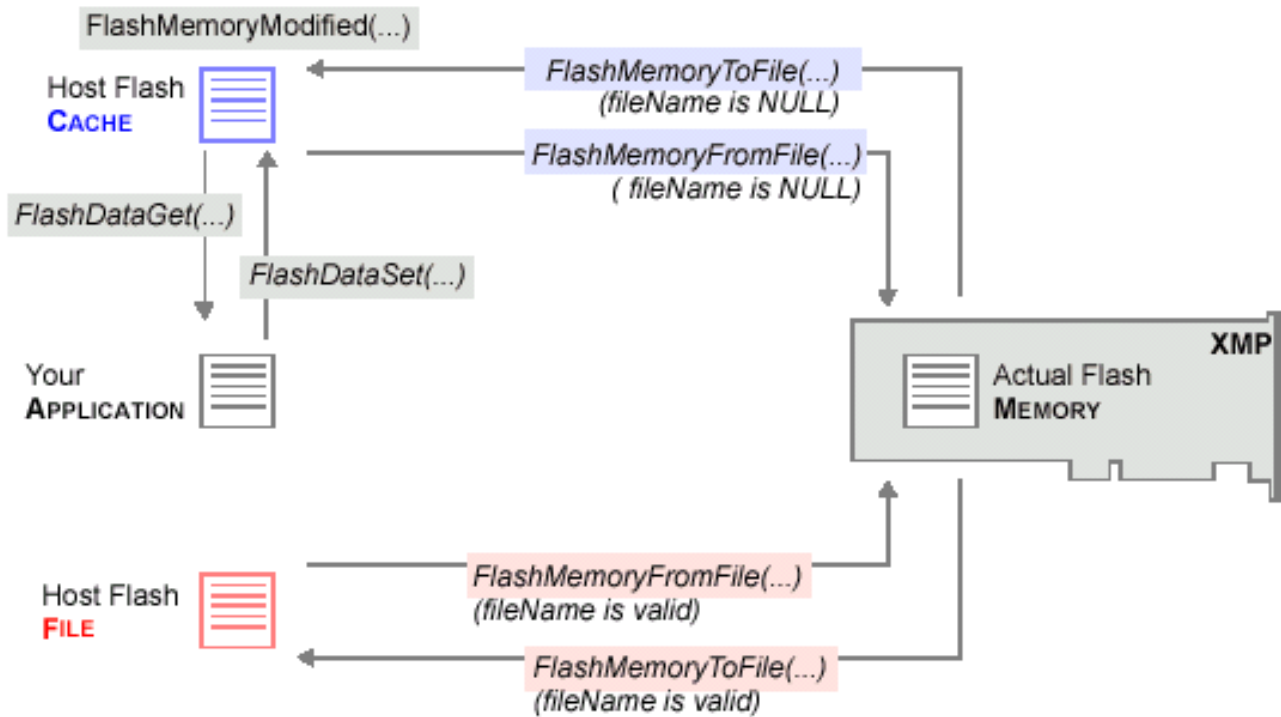 FlashMemoryModified(...)
Host Flash
CACHE
FlashMemoryToFile(...)
(fileName is NULL)
FlashMemoryFromFile(...)
( fileName is NULL)
FlashDataGet(...)
FlashDataSet(...)
Your
APPLICATION
XMP
Actual Flash
MEMORY
Host Flash
FILE
FlashMemoryFromFile(...)
(fileName is valid)
FlashMemoryToFile(...)
(fileName is valid)